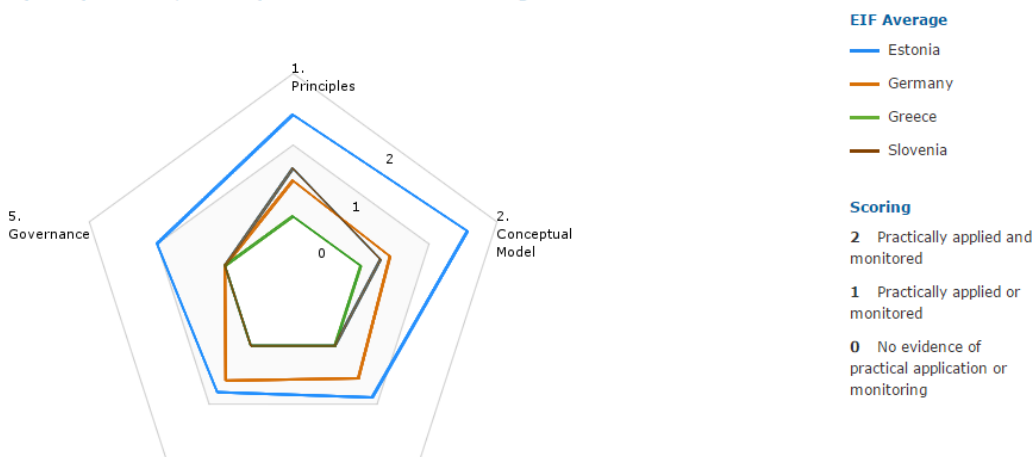 1.
Principles
2
1
0
2.
Conceptual
Model
5.
Governance
EIF Average
Estonia
Germany
Greece
Slovenia
Scoring
2 Practically applied and
monitored
1 Practically applied or
monitored
0 No evidence of
practical application or
monitoring